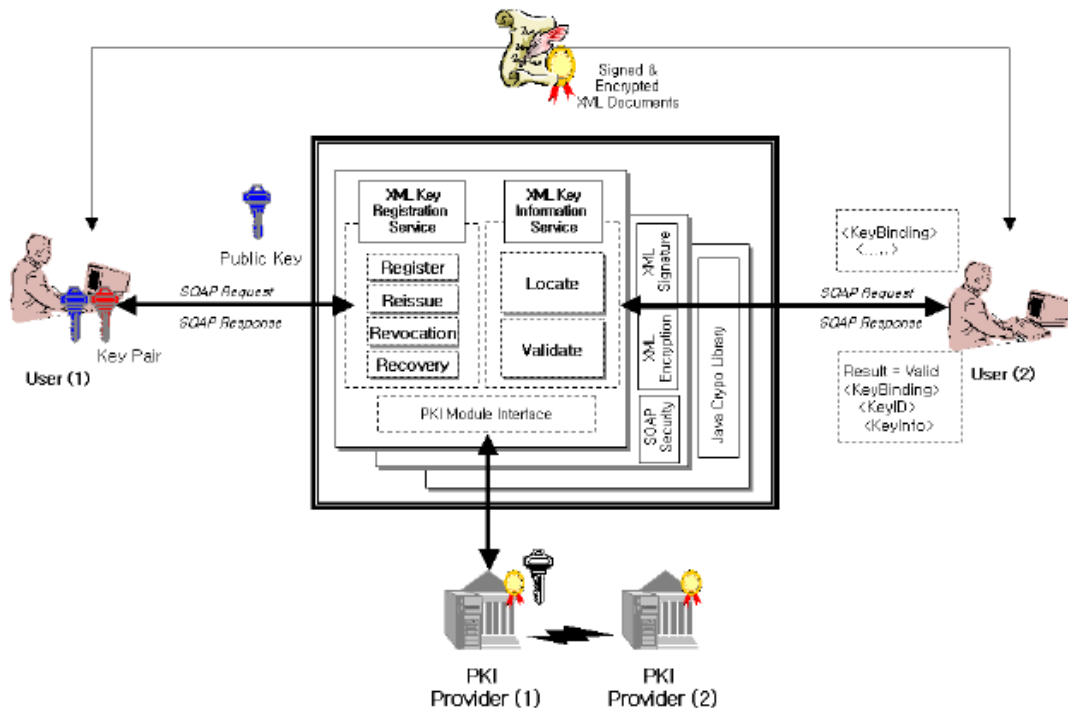 Signed &
Encrypted
XML Documents
XML Key
Registration
Service
XML Key
Information
Service
Public Key
Register
Reissue
Revocation
Recovery
Locate
Validate
PKI Module Interface
XML
Signature
XML
Encryption
SOAP
Security
Java Crypo Library
SOAP Request
SOAP Response
Key Pair
User (1)
<KeyBinding>
<.....>
SOAP Request
SOAP Response
User (2)
Result = Valid
<KeyBinding>
<KeyID>
<KeyInfo>
PKI
Provider (1)
PKI
Provider (2)